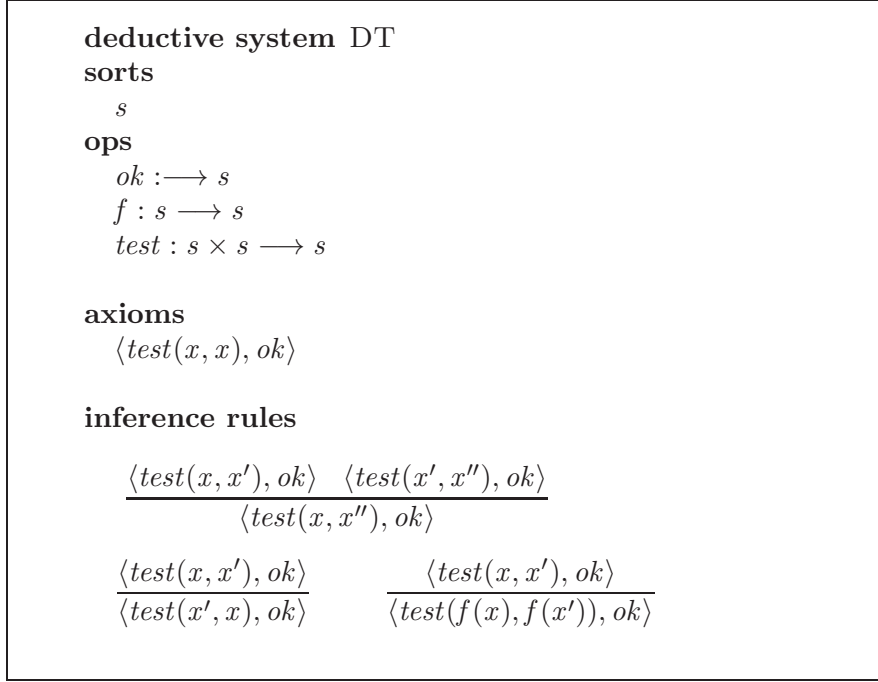 deductive system DT
sorts
s
ops
ok :⟶ s
f : s ⟶ s
test : s × s ⟶ s
axioms
⟨test(x, x), ok⟩
inference rules
⟨test(x, x′), ok⟩ ⟨test(x′, x′′), ok⟩
⟨test(x, x′′), ok⟩
⟨test(x, x′), ok⟩ ⟨test(x, x′), ok⟩
⟨test(x′, x), ok⟩ ⟨test(f(x), f(x′)), ok⟩